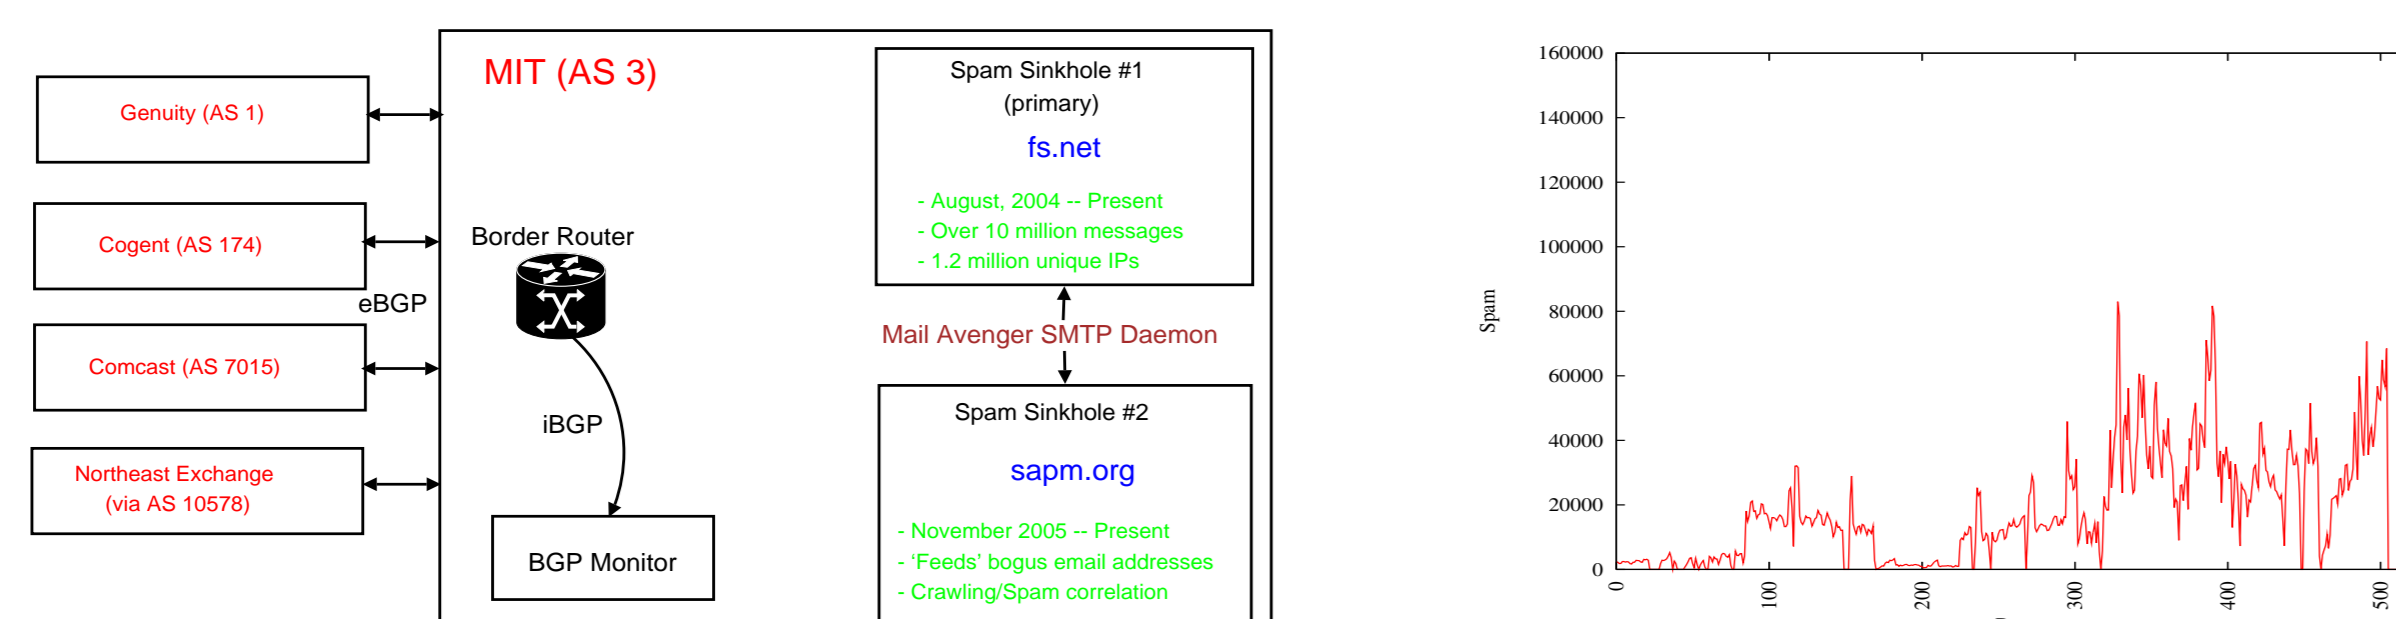 MIT (AS 3)
Genuity (AS 1)
Cogent (AS 174)
eBGP
Comcast (AS 7015)
Northeast Exchange
(via AS 10578)
Border Router
iBGP
BGP Monitor
Spam Sinkhole #1
(primary)
fs.net
- August, 2004 -- Present
- Over 10 million messages
- 1.2 million unique IPs
Mail Avenger SMTP Daemon
Spam Sinkhole #2
sapm.org
- November 2005 -- Present
- ‘Feeds’ bogus email addresses
- Crawling/Spam correlation
Spam
160000
140000
120000
100000
80000
60000
40000
20000
0
0
100
200
300
400
500